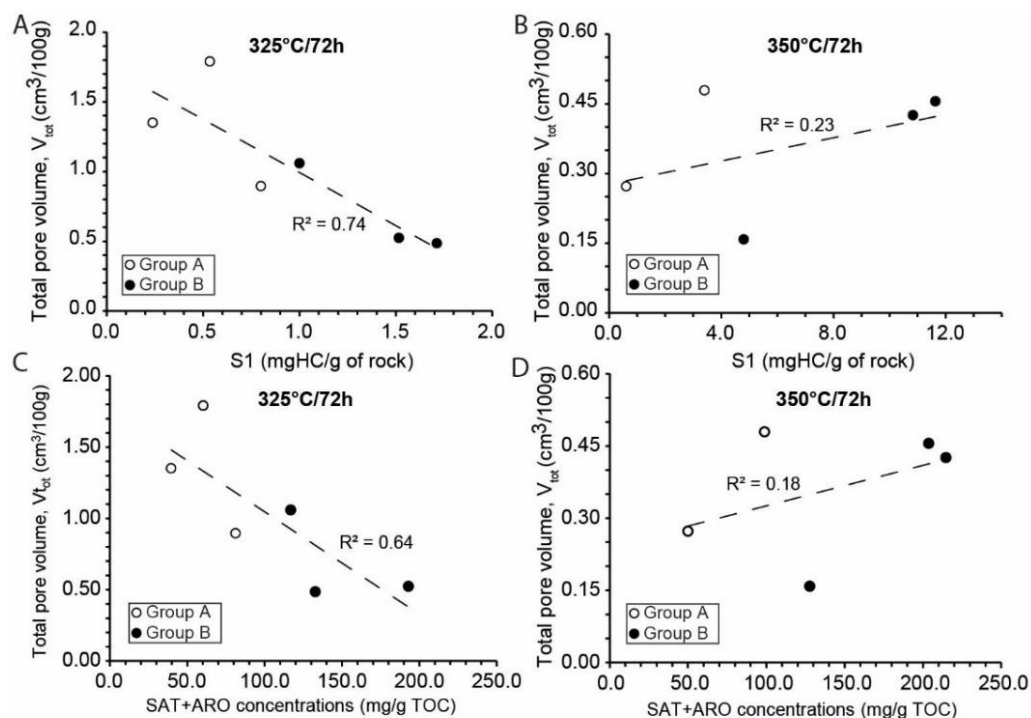 A
325°C/72h
Total pore volume, Vtot (cm³/100g)
2.0
1.5
1.0
0.5
0.0
R² = 0.74
Group A
Group B
0.0 0.5 1.0 1.5 2.0
S1 (mgHC/g of rock)
B
350°C/72h
Total pore volume, Vtot (cm³/100g)
0.60
0.45
0.30
0.15
0.00
R² = 0.23
Group A
Group B
0.0 4.0 8.0 12.0
S1 (mgHC/g of rock)
C
325°C/72h
Total pore volume, Vtot (cm³/100g)
2.00
1.50
1.00
0.50
0.00
R² = 0.64
Group A
Group B
0.0 50.0 100.0 150.0 200.0 250.0
SAT+ARO concentrations (mg/g TOC)
D
350°C/72h
Total pore volume, Vtot (cm³/100g)
0.60
0.45
0.30
0.15
0.00
R² = 0.18
Group A
Group B
0.0 50.0 100.0 150.0 200.0 250.0
SAT+ARO concentrations (mg/g TOC)